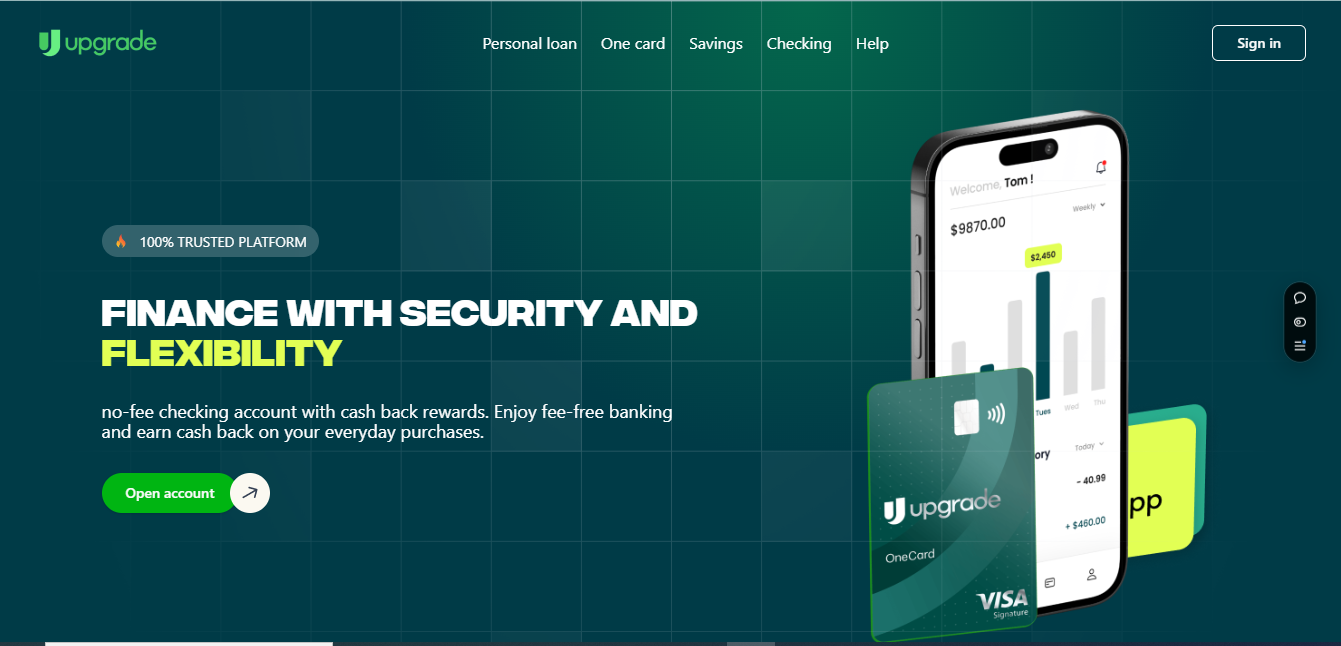 upgrade
Personal loan One card Savings Checking Help
Sign in
100% TRUSTED PLATFORM
FINANCE WITH SECURITY AND
FLEXIBILITY
no-fee checking account with cash back rewards. Enjoy fee-free banking
and earn cash back on your everyday purchases.
Open account
Welcome, Tom !
$9870.00
Weekly
$2,450
Tues Wed Thu
ory
Today
- 40.99
+ $460.00
pp
upgrade
OneCard
VISA
Signature